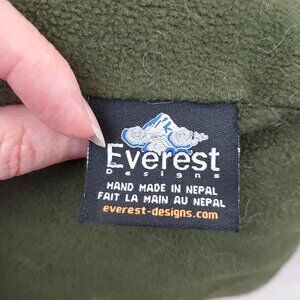 Everest
Designs
HAND MADE IN NEPAL
FAIT LA MAIN AU NEPAL
everest-designs.com